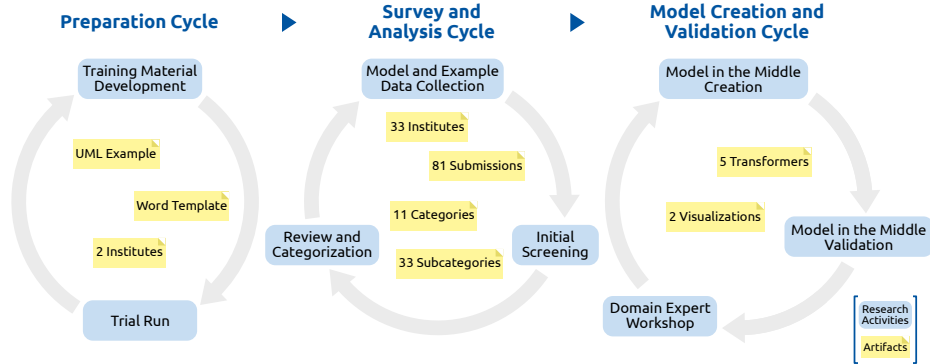 Preparation Cycle
Survey and
Analysis Cycle
Model Creation and
Validation Cycle
Training Material
Development
UML Example
Word Template
2 Institutes
Trial Run
Model and Example
Data Collection
33 Institutes
81 Submissions
11 Categories
33 Subcategories
Review and
Categorization
Initial
Screening
Model in the Middle
Creation
5 Transformers
2 Visualizations
Model in the Middle
Validation
Domain Expert
Workshop
Research
Activities
Artifacts